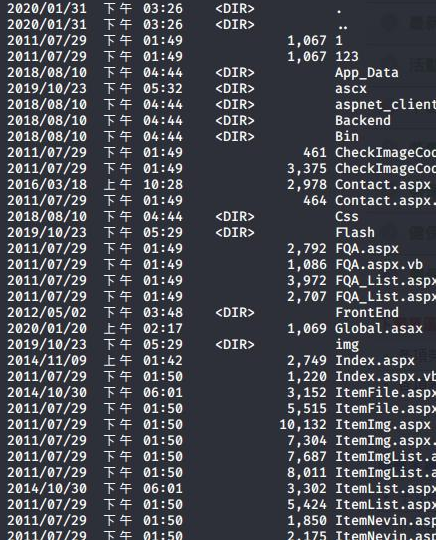 2020/01/31 下午 03:26 <DIR> .
2020/01/31 下午 03:26 <DIR> ..
2011/07/29 下午 01:49 1,067 1
2011/07/29 下午 01:49 1,067 123
2018/08/10 下午 04:44 <DIR> App_Data
2019/10/23 下午 05:32 <DIR> ascx
2018/08/10 下午 04:44 <DIR> aspnet_client
2018/08/10 下午 04:44 <DIR> Backend
2018/08/10 下午 04:44 <DIR> Bin
2011/07/29 下午 01:49 461 CheckImageCod
2011/07/29 下午 01:49 3,375 CheckImageCod
2016/03/18 上午 10:28 2,978 Contact.aspx
2011/07/29 下午 01:49 464 Contact.aspx.
2018/08/10 下午 04:44 <DIR> Css
2019/10/23 下午 05:29 <DIR> Flash
2011/07/29 下午 01:49 2,792 FQA.aspx
2011/07/29 下午 01:49 1,086 FQA.aspx.vb
2011/07/29 下午 01:49 3,972 FQA_List.aspx
2011/07/29 下午 01:49 2,707 FQA_List.aspx
2012/05/02 下午 03:48 <DIR> FrontEnd
2020/01/20 上午 02:17 1,069 Global.asax
2019/10/23 下午 05:29 <DIR> img
2014/11/09 上午 01:42 2,749 Index.aspx
2011/07/29 下午 01:50 1,220 Index.aspx.vb
2014/10/30 下午 06:01 3,152 ItemFile.aspx
2011/07/29 下午 01:50 5,515 ItemFile.aspx
2011/07/29 下午 01:50 10,132 ItemImg.aspx
2011/07/29 下午 01:50 7,304 ItemImg.aspx.
2011/07/29 下午 01:50 7,687 ItemImgList.a
2011/07/29 下午 01:50 8,011 ItemImgList.a
2014/10/30 下午 06:01 3,302 ItemList.aspx
2011/07/29 下午 01:50 5,424 ItemList.aspx
2011/07/29 下午 01:50 1,850 ItemNevin.asp
2011/07/29 下午 01:50 2,175 ItemNevin.asp